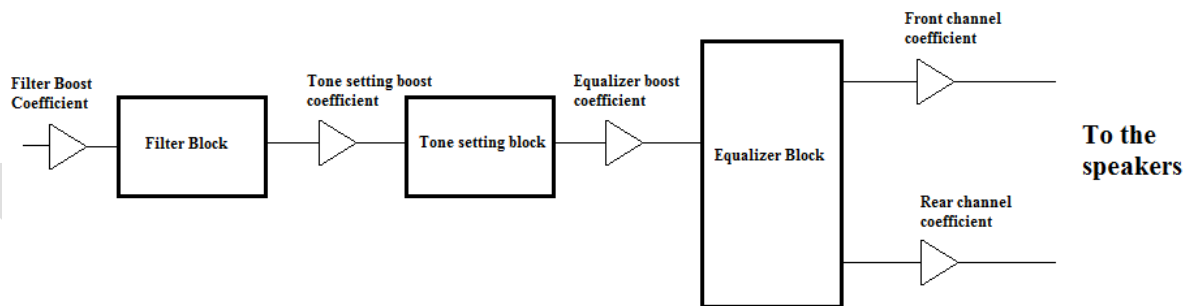 Filter Boost
Coefficient
Filter Block
Tone setting boost
coefficient
Tone setting block
Equalizer boost
coefficient
Equalizer Block
Front channel
coefficient
Rear channel
coefficient
To the
speakers